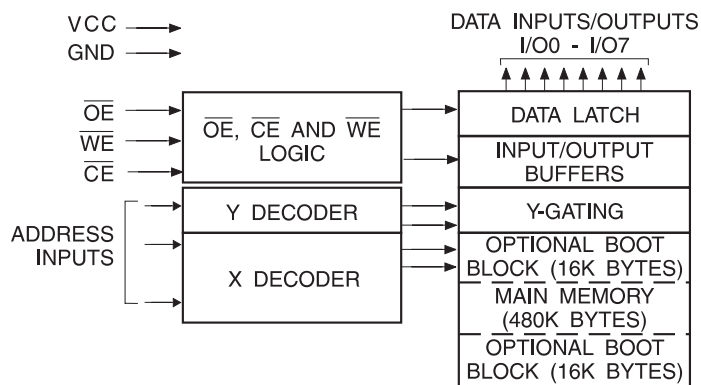 VCC
GND
DATA INPUTS/OUTPUTS
I/O0 - I/O7
OE
WE
CE
OE, CE AND WE
LOGIC
DATA LATCH
INPUT/OUTPUT
BUFFERS
ADDRESS
INPUTS
Y DECODER
Y-GATING
X DECODER
OPTIONAL BOOT
BLOCK (16K BYTES)
MAIN MEMORY
(480K BYTES)
OPTIONAL BOOT
BLOCK (16K BYTES)